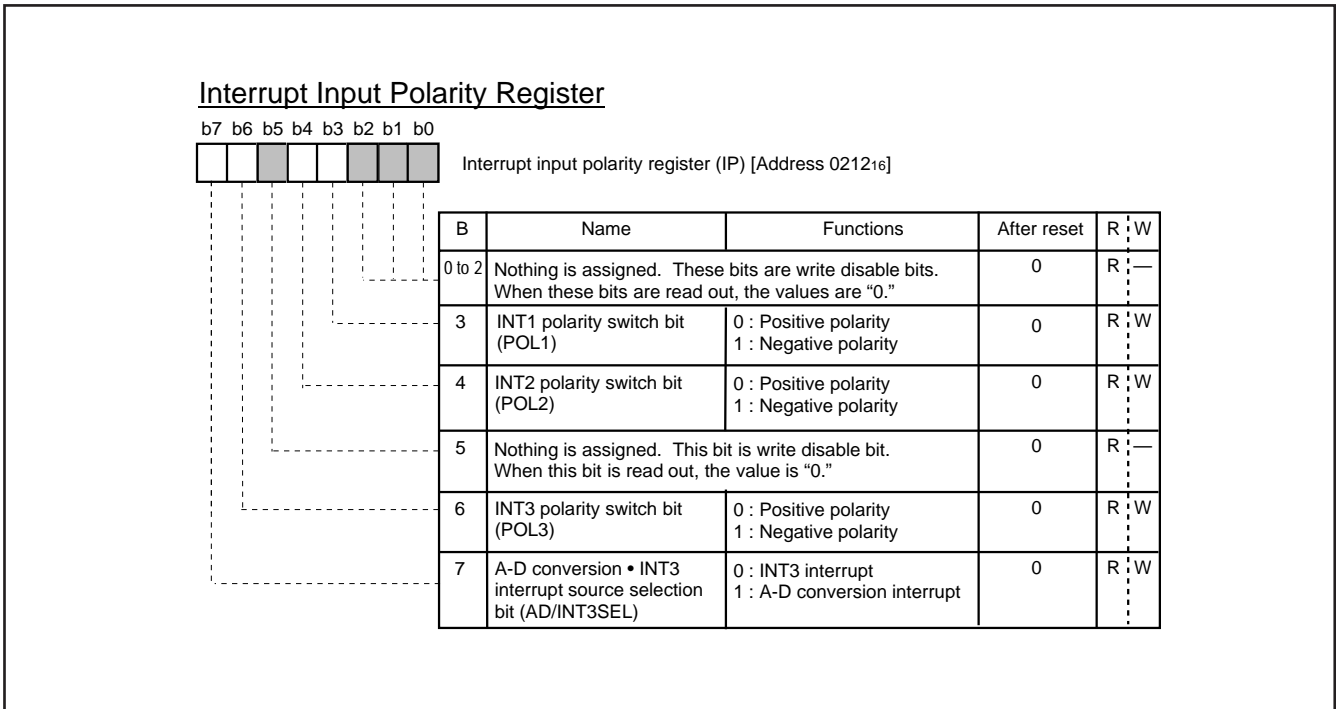 Interrupt Input Polarity Register
b7 b6 b5 b4 b3 b2 b1 b0
Interrupt input polarity register (IP) [Address 021216]
B Name Functions After reset R W
0 to 2 Nothing is assigned. These bits are write disable bits. 0 R —
When these bits are read out, the values are “0.”
3 INT1 polarity switch bit 0 : Positive polarity 0 R W
(POL1) 1 : Negative polarity
4 INT2 polarity switch bit 0 : Positive polarity 0 R W
(POL2) 1 : Negative polarity
5 Nothing is assigned. This bit is write disable bit. 0 R —
When this bit is read out, the value is “0.”
6 INT3 polarity switch bit 0 : Positive polarity 0 R W
(POL3) 1 : Negative polarity
7 A-D conversion • INT3 0 : INT3 interrupt 0 R W
interrupt source selection 1 : A-D conversion interrupt
bit (AD/INT3SEL)